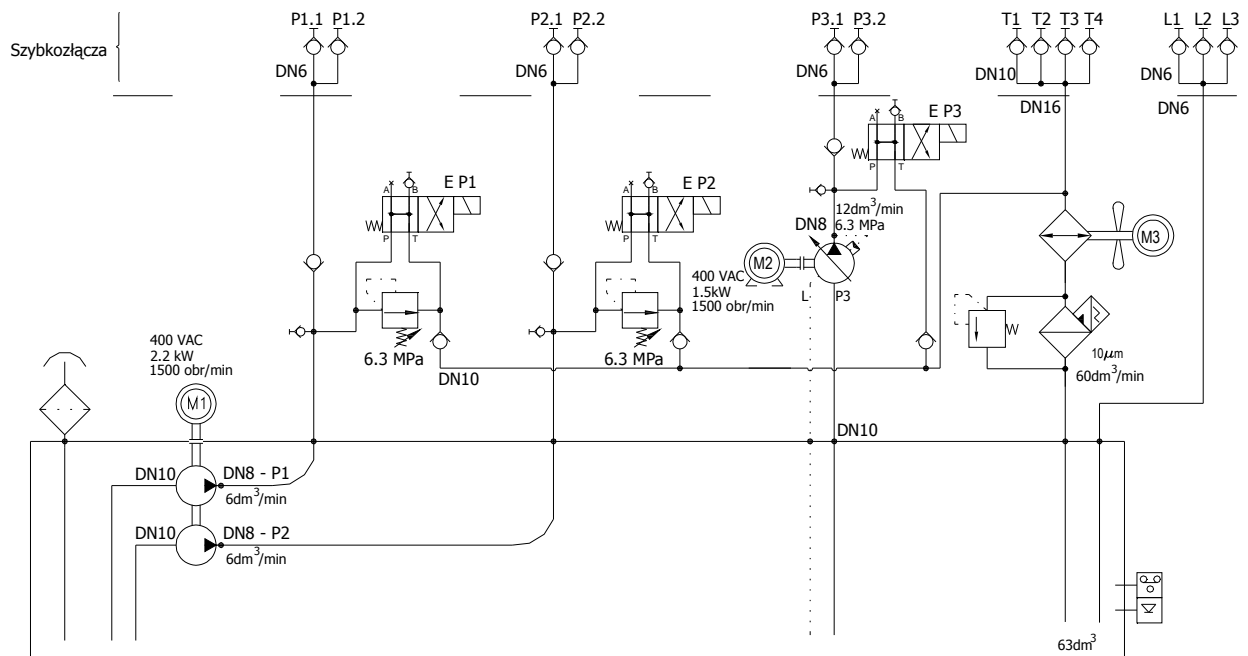 P1.1 P1.2 P2.1 P2.2 P3.1 P3.2 T1 T2 T3 T4 L1 L2 L3
Szybkozłącza
DN6 DN6 DN6 DN10 DN6
DN16 DN6
A B E P3
P T
A B E P1
P T
A B E P2
P T
12dm³/min
6.3 MPa
DN8
M2
M3
400 VAC
1.5kW
1500 obr/min
L P3
6.3 MPa
6.3 MPa
400 VAC
2.2 kW
1500 obr/min
DN10
10μm
60dm³/min
M1
DN10
DN10 DN8 - P1
6dm³/min
DN10 DN8 - P2
6dm³/min
63dm³